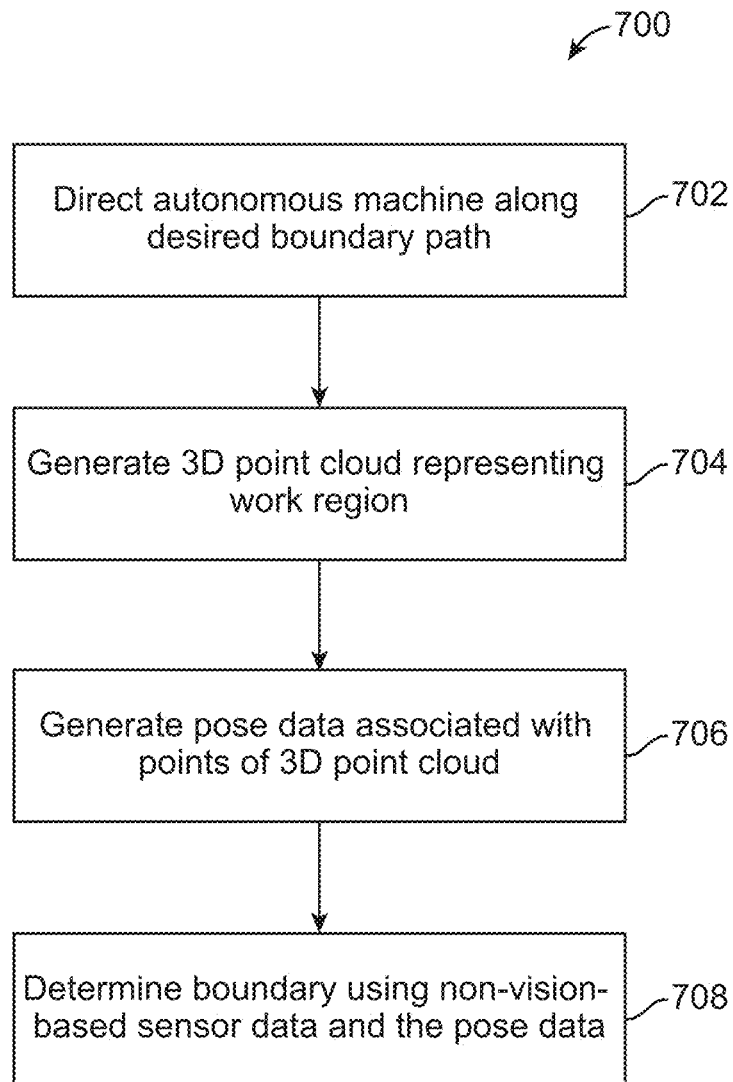 700
Direct autonomous machine along
desired boundary path
702
Generate 3D point cloud representing
work region
704
Generate pose data associated with
points of 3D point cloud
706
Determine boundary using non-vision-
based sensor data and the pose data
708